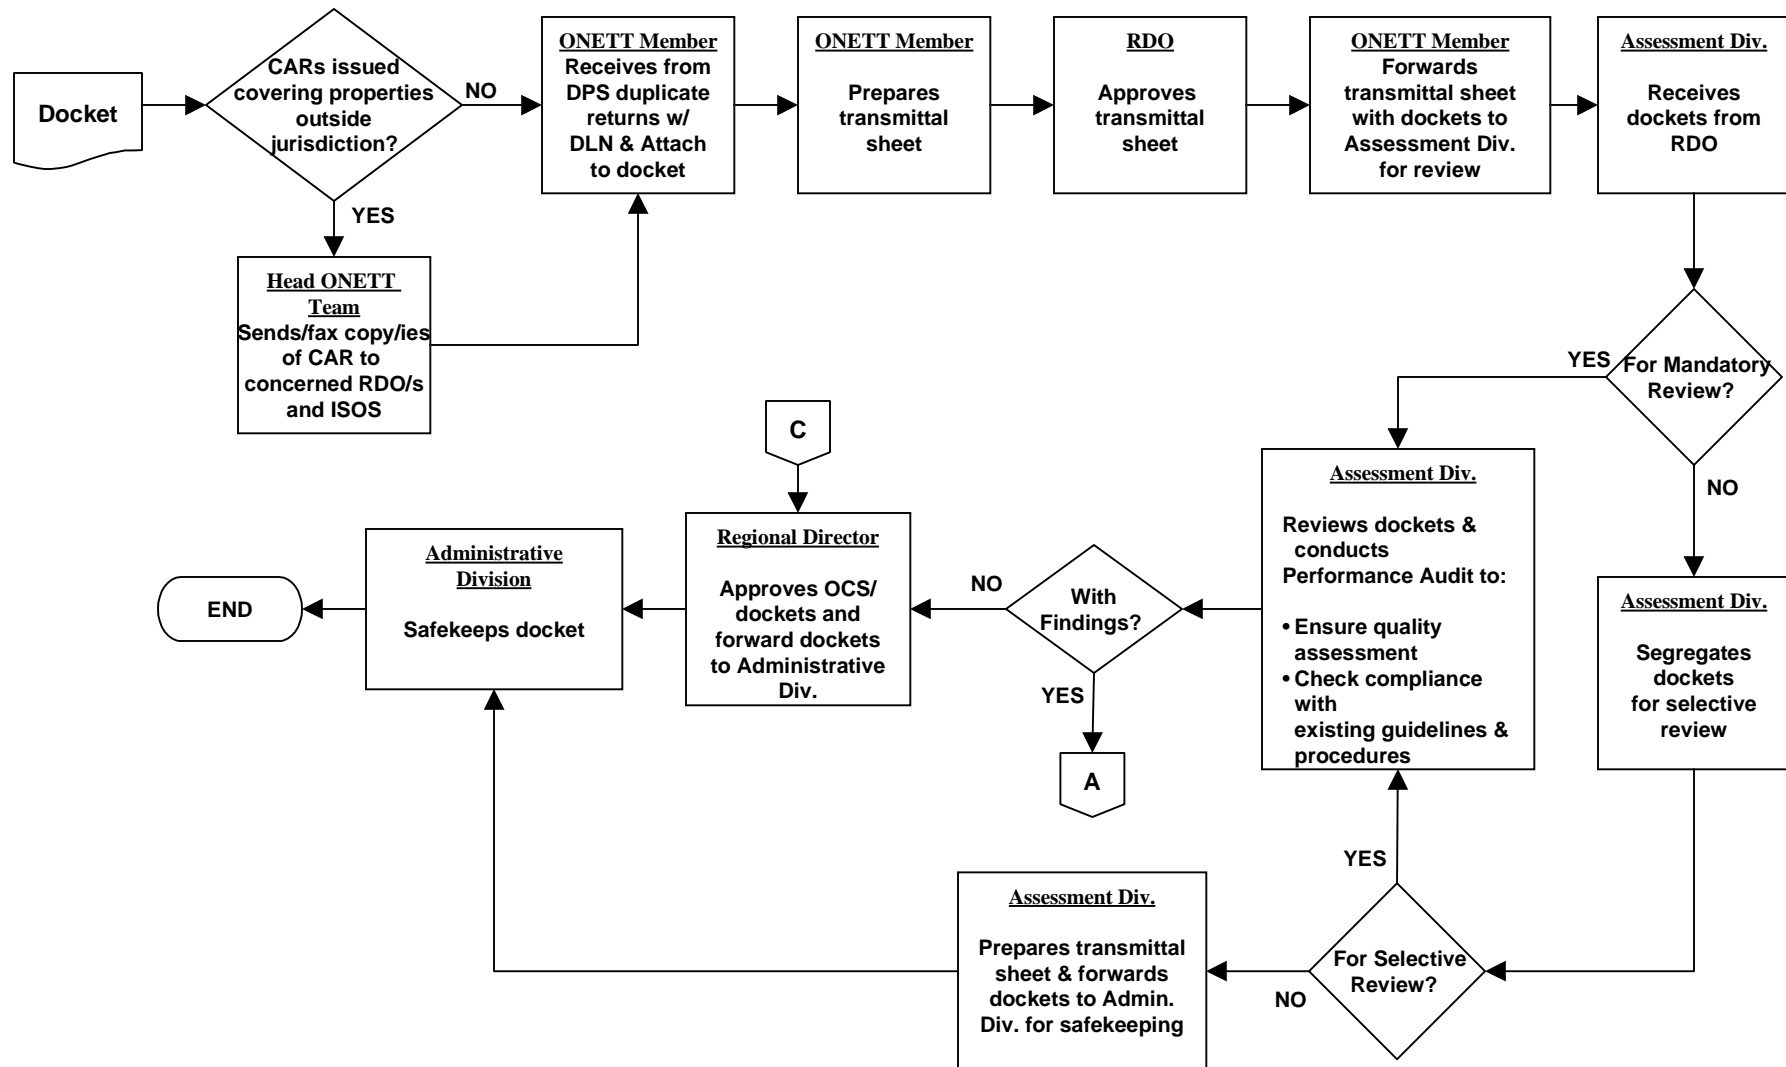 Docket
CARs issued
covering properties
outside
jurisdiction?
NO
YES
ONETT Member
Receives from
DPS duplicate
returns w/
DLN & Attach
to docket
ONETT Member
Prepares
transmittal
sheet
RDO
Approves
transmittal
sheet
ONETT Member
Forwards
transmittal sheet
with dockets to
Assessment Div.
for review
Assessment Div.
Receives
dockets from
RDO
Head ONETT
Team
Sends/fax copy/ies
of CAR to
concerned RDO/s
and ISOS
YES
For Mandatory
Review?
NO
C
Assessment Div.
Reviews dockets &
conducts
Performance Audit to:
• Ensure quality
assessment
• Check compliance
with
existing guidelines &
procedures
Assessment Div.
Segregates
dockets
for selective
review
With
Findings?
NO
YES
A
Regional Director
Approves OCS/
dockets and
forward dockets
to Administrative
Div.
Administrative
Division
Safekeeps docket
END
YES
For Selective
Review?
NO
Assessment Div.
Prepares transmittal
sheet & forwards
dockets to Admin.
Div. for safekeeping